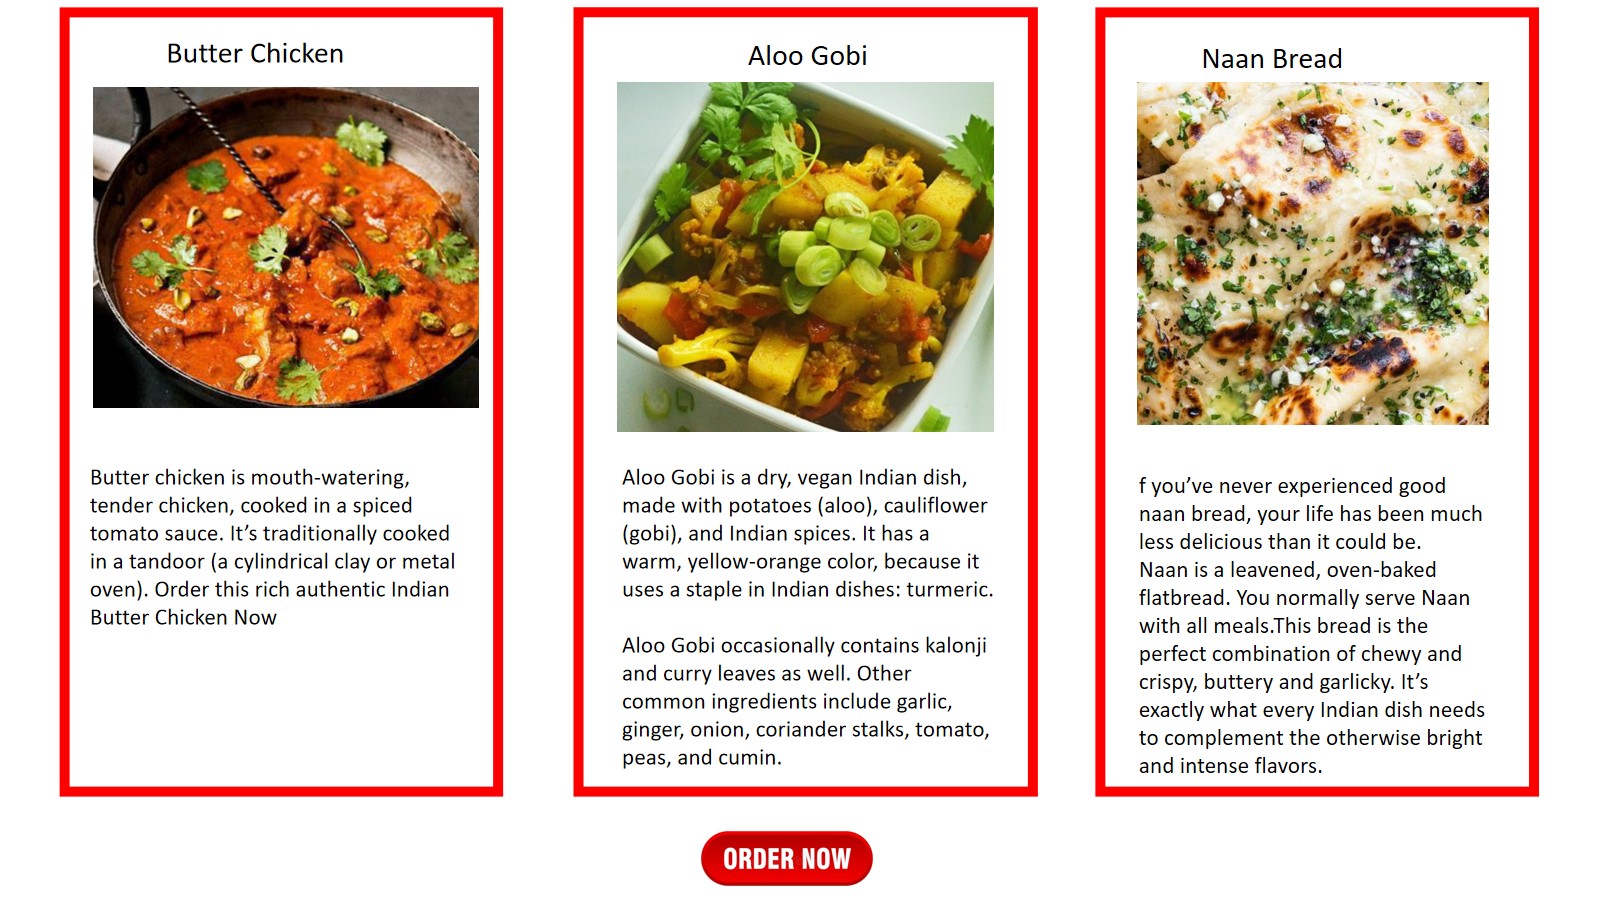 Butter Chicken
Butter chicken is mouth-watering,
tender chicken, cooked in a spiced
tomato sauce. It’s traditionally cooked
in a tandoor (a cylindrical clay or metal
oven). Order this rich authentic Indian
Butter Chicken Now
Aloo Gobi
Aloo Gobi is a dry, vegan Indian dish,
made with potatoes (aloo), cauliflower
(gobi), and Indian spices. It has a
warm, yellow-orange color, because it
uses a staple in Indian dishes: turmeric.
Aloo Gobi occasionally contains kalonji
and curry leaves as well. Other
common ingredients include garlic,
ginger, onion, coriander stalks, tomato,
peas, and cumin.
Naan Bread
f you’ve never experienced good
naan bread, your life has been much
less delicious than it could be.
Naan is a leavened, oven-baked
flatbread. You normally serve Naan
with all meals.This bread is the
perfect combination of chewy and
crispy, buttery and garlicky. It’s
exactly what every Indian dish needs
to complement the otherwise bright
and intense flavors.
ORDER NOW